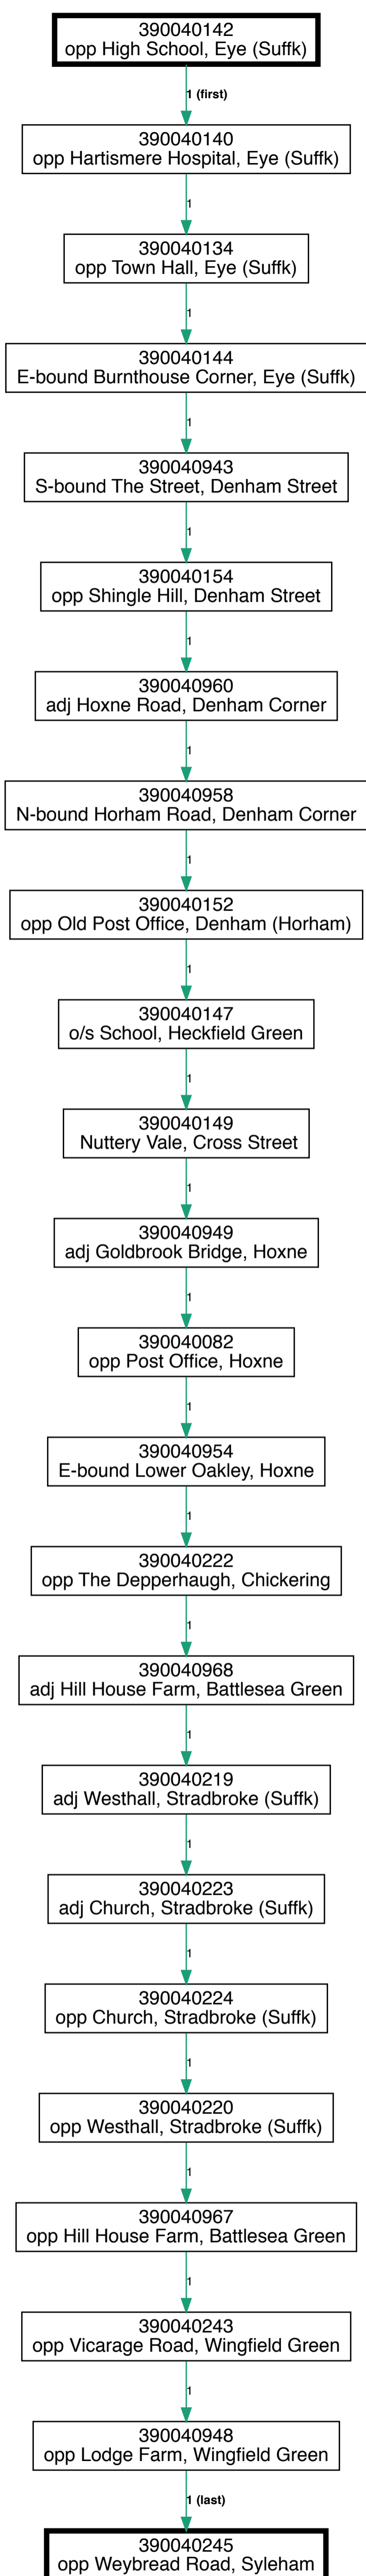 390040142
opp High School, Eye (Suffk)
1 (first)
390040140
opp Hartismere Hospital, Eye (Suffk)
1
390040134
opp Town Hall, Eye (Suffk)
1
390040144
E-bound Burnthouse Corner, Eye (Suffk)
1
390040943
S-bound The Street, Denham Street
1
390040154
opp Shingle Hill, Denham Street
1
390040960
adj Hoxne Road, Denham Corner
1
390040958
N-bound Horham Road, Denham Corner
1
390040152
opp Old Post Office, Denham (Horham)
1
390040147
o/s School, Heckfield Green
1
390040149
Nuttery Vale, Cross Street
1
390040949
adj Goldbrook Bridge, Hoxne
1
390040082
opp Post Office, Hoxne
1
390040954
E-bound Lower Oakley, Hoxne
1
390040222
opp The Depperhaugh, Chickering
1
390040968
adj Hill House Farm, Battlesea Green
1
390040219
adj Westhall, Stradbroke (Suffk)
1
390040223
adj Church, Stradbroke (Suffk)
1
390040224
opp Church, Stradbroke (Suffk)
1
390040220
opp Westhall, Stradbroke (Suffk)
1
390040967
opp Hill House Farm, Battlesea Green
1
390040243
opp Vicarage Road, Wingfield Green
1
390040948
opp Lodge Farm, Wingfield Green
1 (last)
390040245
opp Weybread Road, Syleham